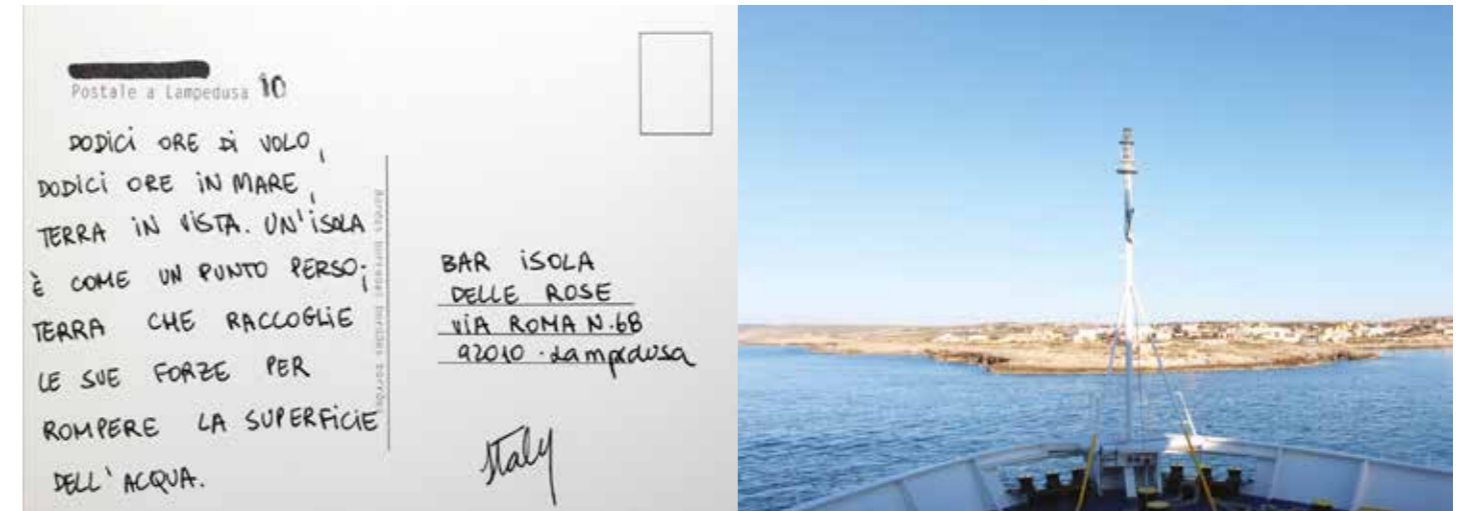 Postale a Lampedusa 10
DODICI ORE DI VOLO,
DODICI ORE IN MARE,
TERRA IN VISTA. UN'ISOLA
È COME UN PUNTO PERSO;
TERRA CHE RACCOGLIE
LE SUE FORZE PER
ROMPERE LA SUPERFICIE
DELL'ACQUA.
borders
BAR ISOLA
DELLE ROSE
VIA ROMA N.68
92010 · Lampedusa
Italy